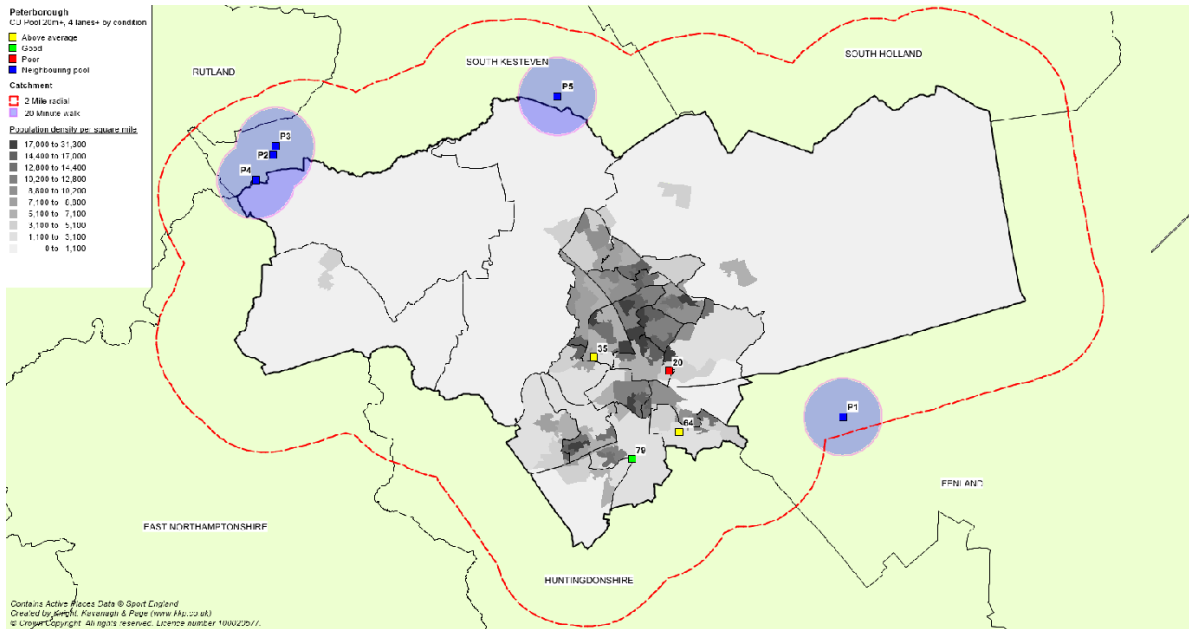 Peterborough
CU Pool 20m+, 4 lanes+ by condition
Above average
Good
Poor
Neighbouring pool
Catchment
2 Mile radial
20 Minute walk
Population density per square mile
17,000 to 31,300
14,400 to 17,000
12,800 to 14,400
10,200 to 12,800
8,800 to 10,200
7,100 to 8,800
5,100 to 7,100
3,100 to 5,100
1,100 to 3,100
0 to 1,100
RUTLAND
SOUTH KESTEVEN
SOUTH HOLLAND
P5
P3
P2
P4
35
20
P1
64
79
FENLAND
EAST NORTHAMPTONSHIRE
HUNTINGDONSHIRE
Contains Active Places Data © Sport England
Created by Knight, Kavanagh & Page (www.kkp.co.uk)
© Crown Copyright. All rights reserved. Licence number 100020577.